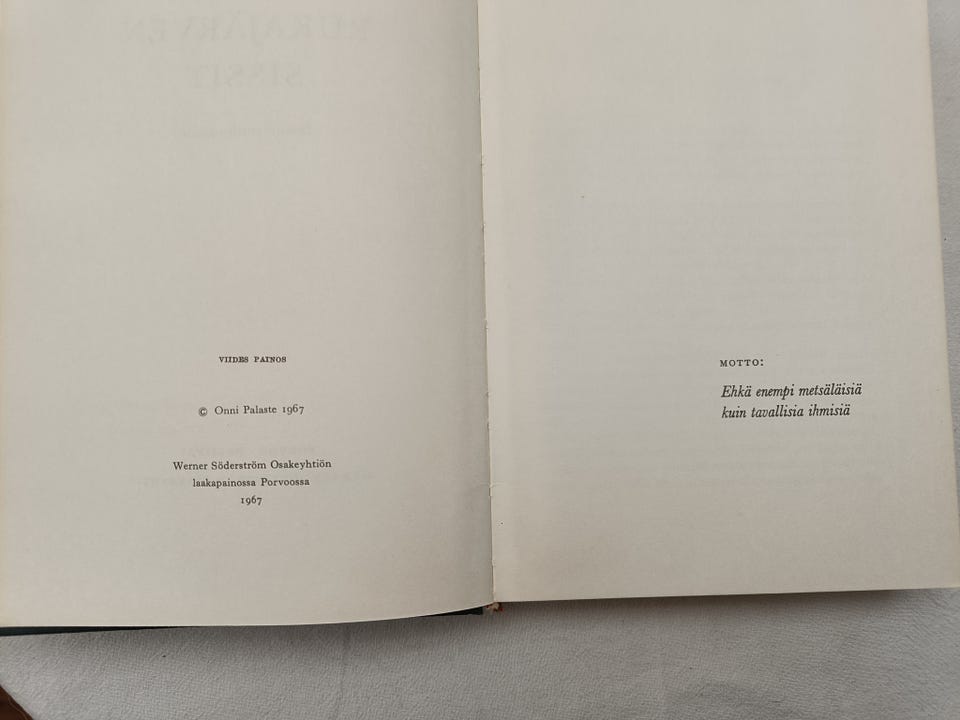 VIIDES PAINOS
© Onni Palaste 1967
Werner Söderström Osakeyhtiön
laakapainossa Porvoossa
1967
MOTTO:
Ehkä enempi metsäläisiä
kuin tavallisia ihmisiä